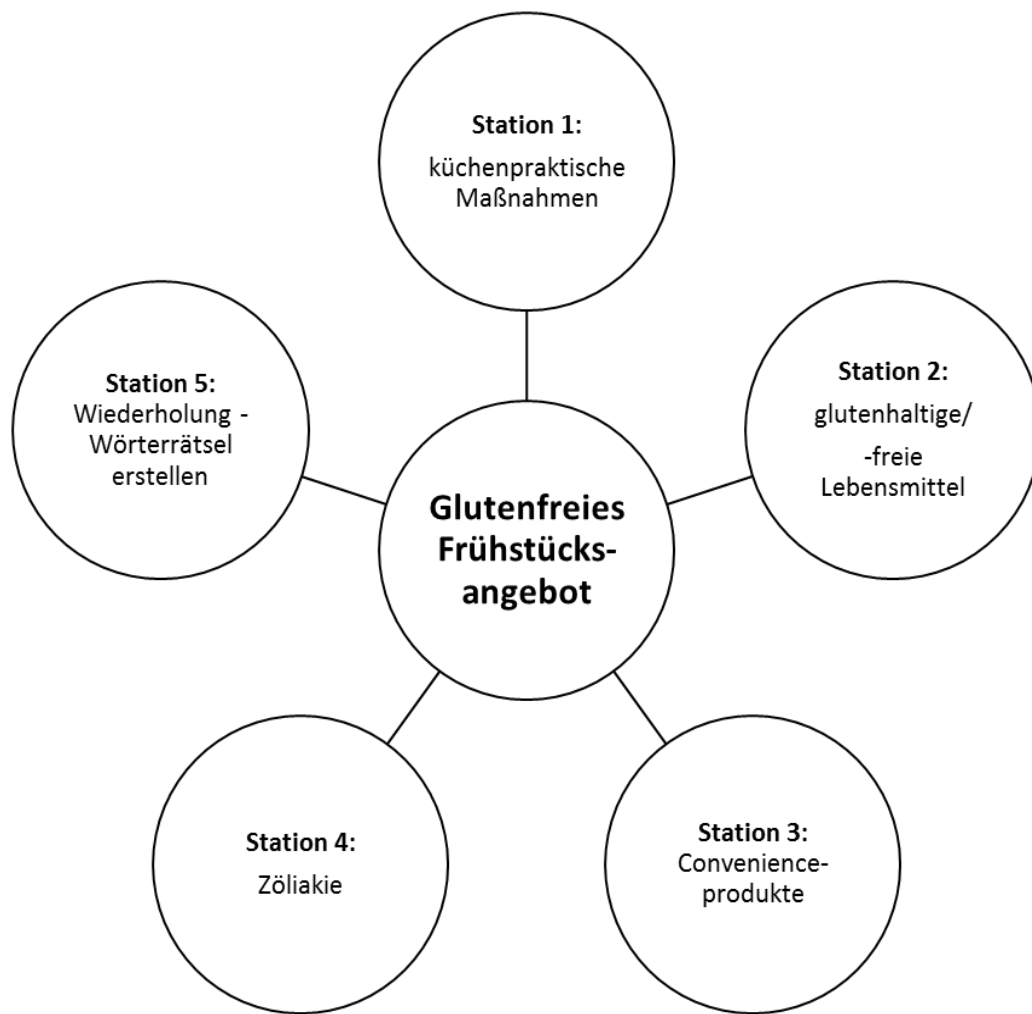 Station 1:
küchenpraktische
Maßnahmen
Station 5:
Wiederholung -
Wörterrätsel
erstellen
Station 2:
glutenhaltige/
-freie
Lebensmittel
Glutenfreies
Frühstücks-
angebot
Station 4:
Zöliakie
Station 3:
Convenience-
produkte